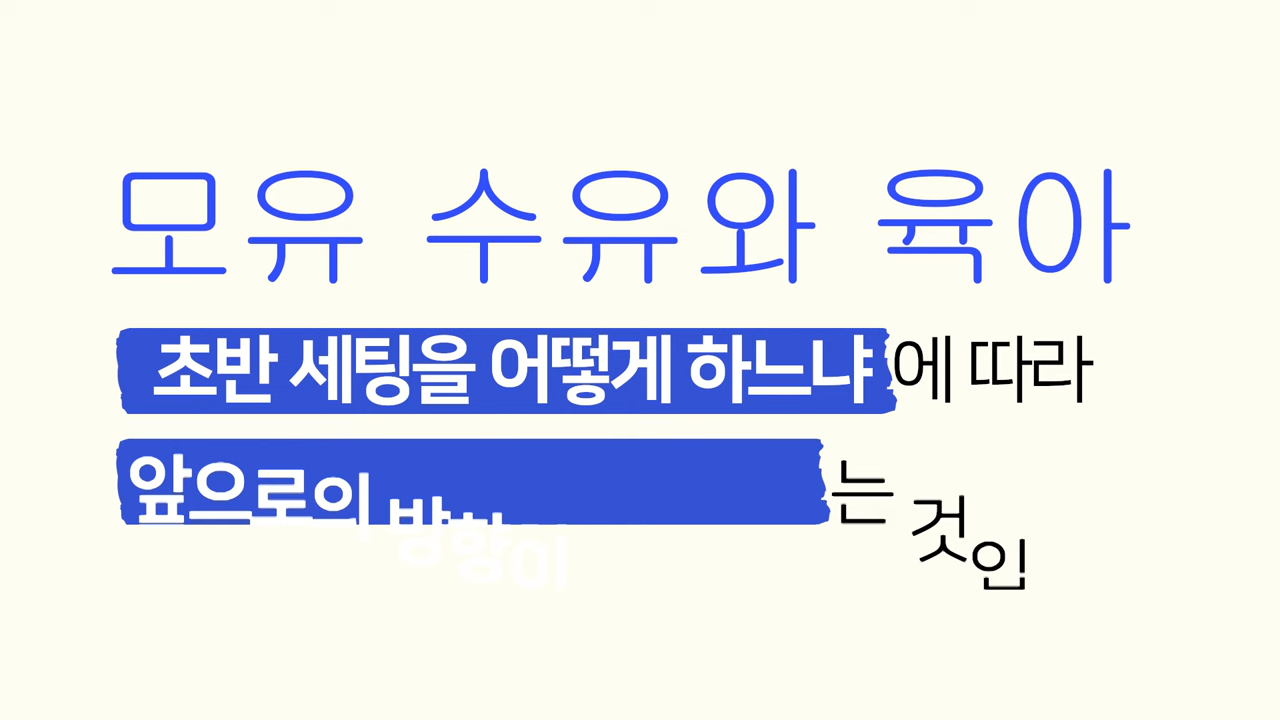 모유 수유와 육아
초반 세팅을 어떻게 하느냐에 따라
앞으로의 방향이 는 것인